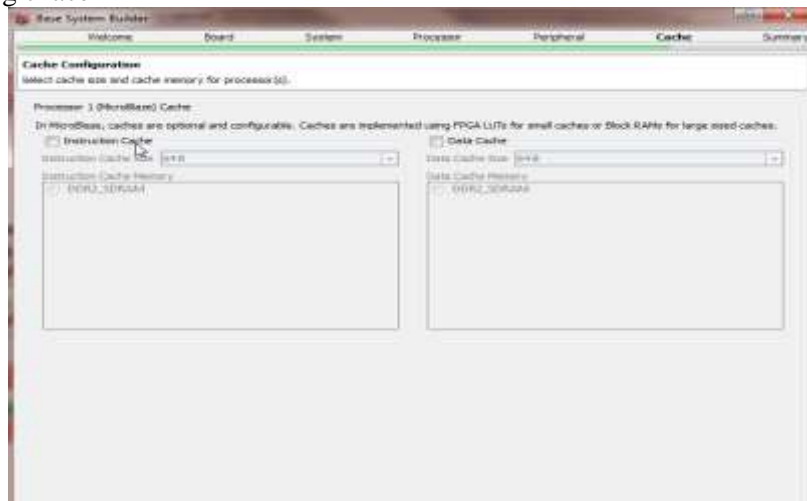 Base System Builder
Welcome Board System Processor Peripheral Cache Summary
Cache Configuration
Select cache size and cache memory for processor(s).
Processor 1 (MicroBlaze) Cache
In MicroBlaze, caches are optional and configurable. Caches are implemented using FPGA LUTs for small caches or Block RAMs for large sized caches.
Instruction Cache Data Cache
Instruction Cache Size 64 B Data Cache Size 64 B
Instruction Cache Memory Data Cache Memory
DDR2_SDRAM DDR2_SDRAM